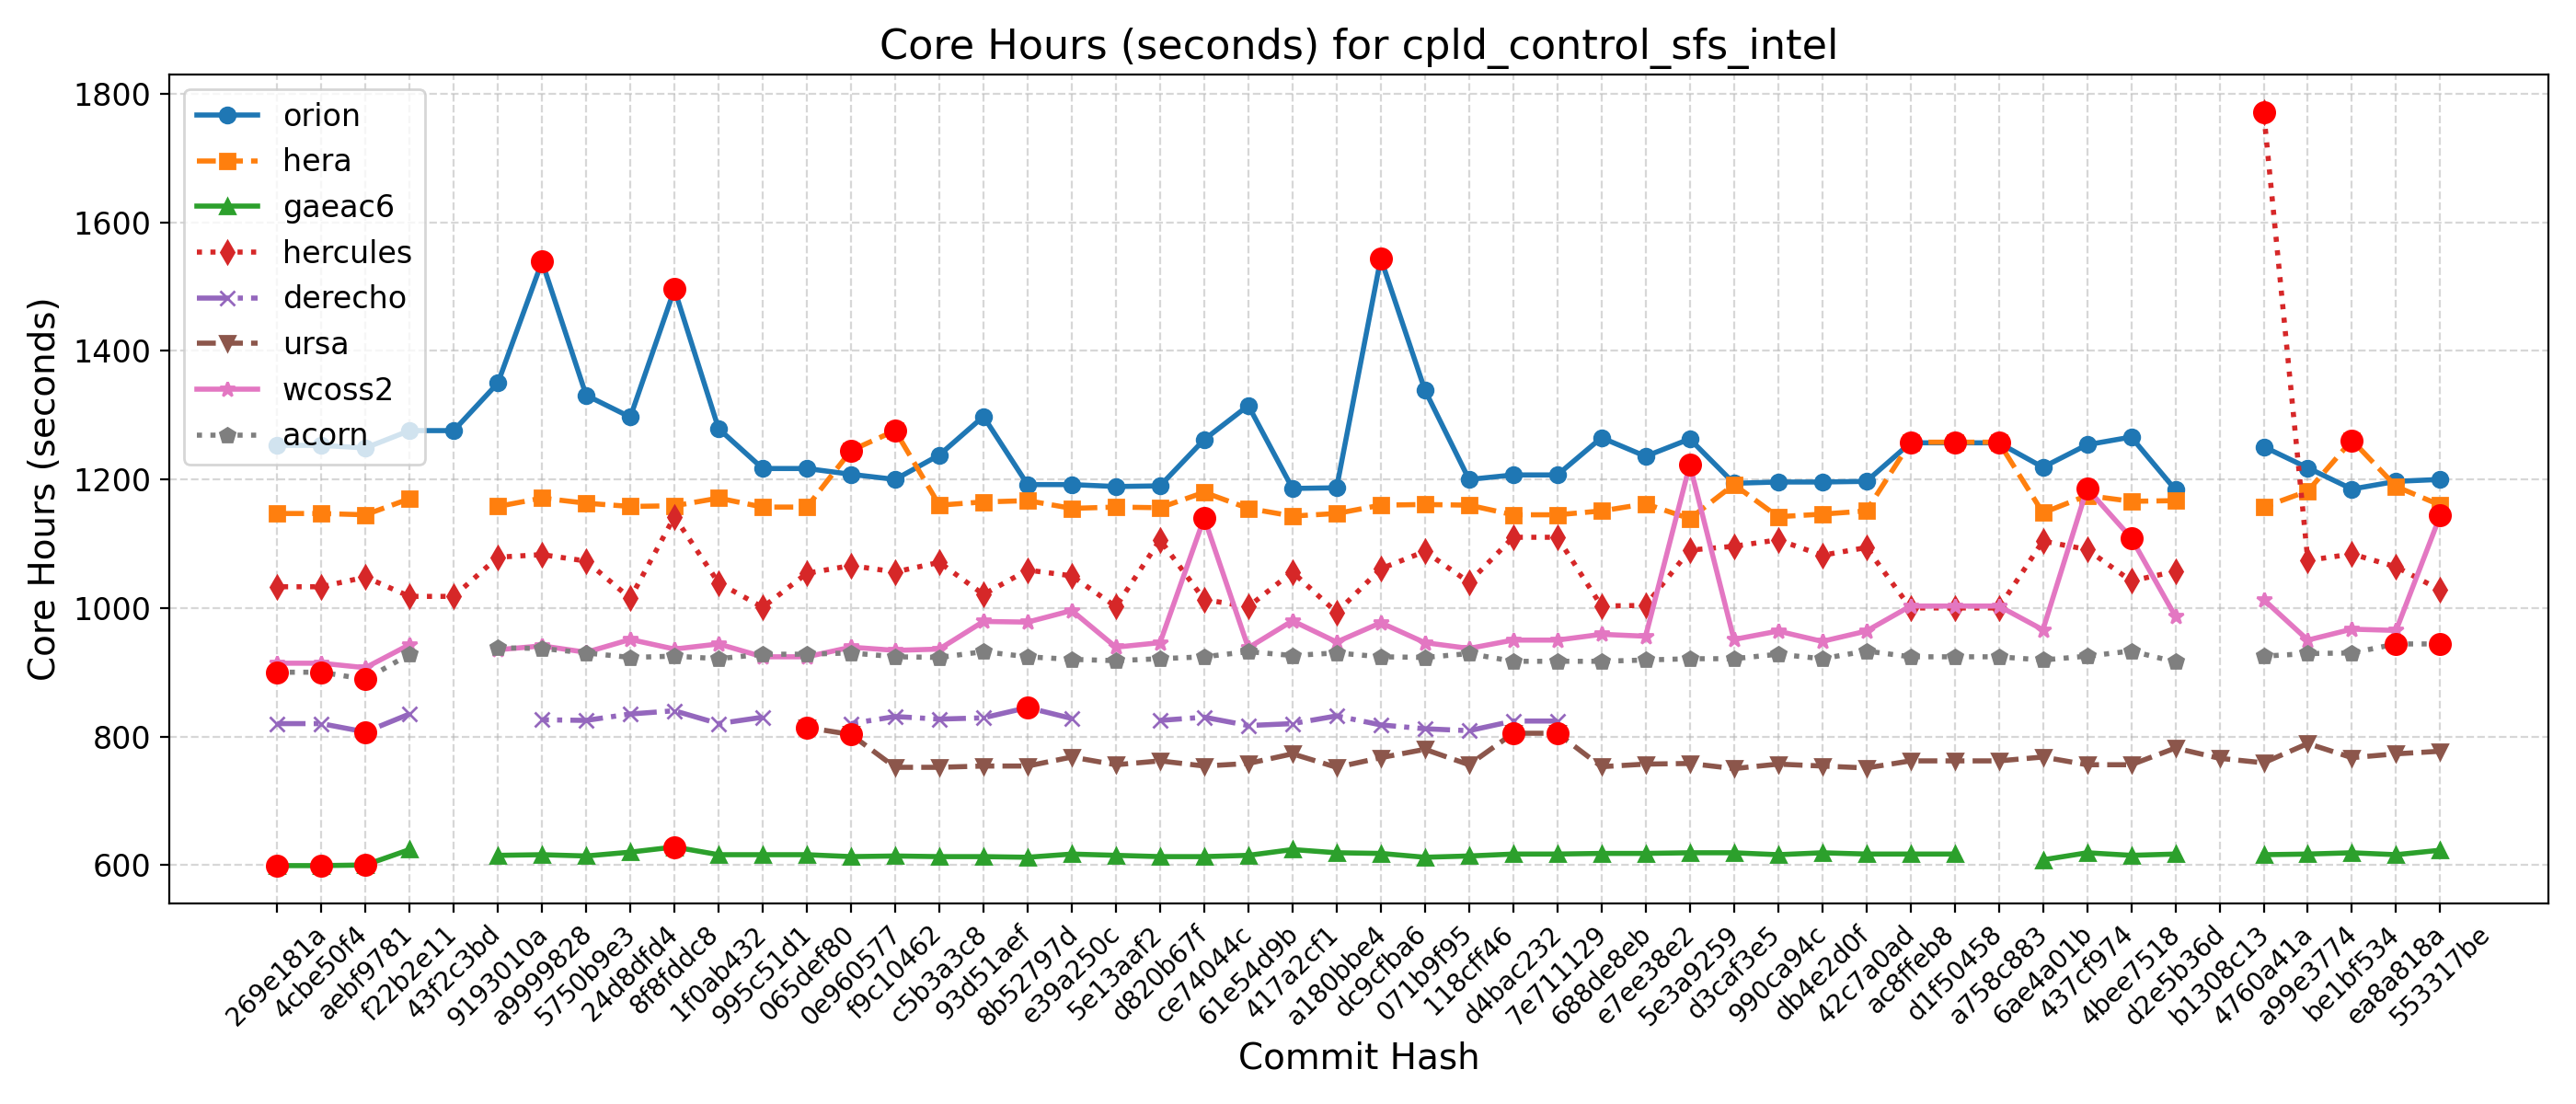 Core Hours (seconds) for cpld_control_sfs_intel
Core Hours (seconds)
1800
1600
1400
1200
1000
800
600
orion
hera
gaeac6
hercules
derecho
ursa
wcoss2
acorn
269e181a
4cbe50f4
aebf9781
f22b2e11
43f2c3bd
9193010a
a9999828
5750b9e3
24d8dfd4
8f8fddc8
1f0ab432
995c51d1
065def80
0e960577
f9c10462
c5b3a3c8
93d51aef
8b52797d
e39a250c
5e13aaf2
d820b67f
ce74044c
61e54d9b
417a2cf1
a180bbe4
dc9cfba6
071b9f95
118cff46
d4bac232
7e711129
688de8eb
e7ee38e2
5e3a9259
d3caf3e5
990ca94c
db4e2d0f
42c7a0ad
ac8ffeb8
d1f50458
a758c883
6ae4a01b
437cf974
4bee7518
d2e5b36d
b1308c13
4760a41a
a99e3774
be1bf534
ea8a818a
553317be
Commit Hash